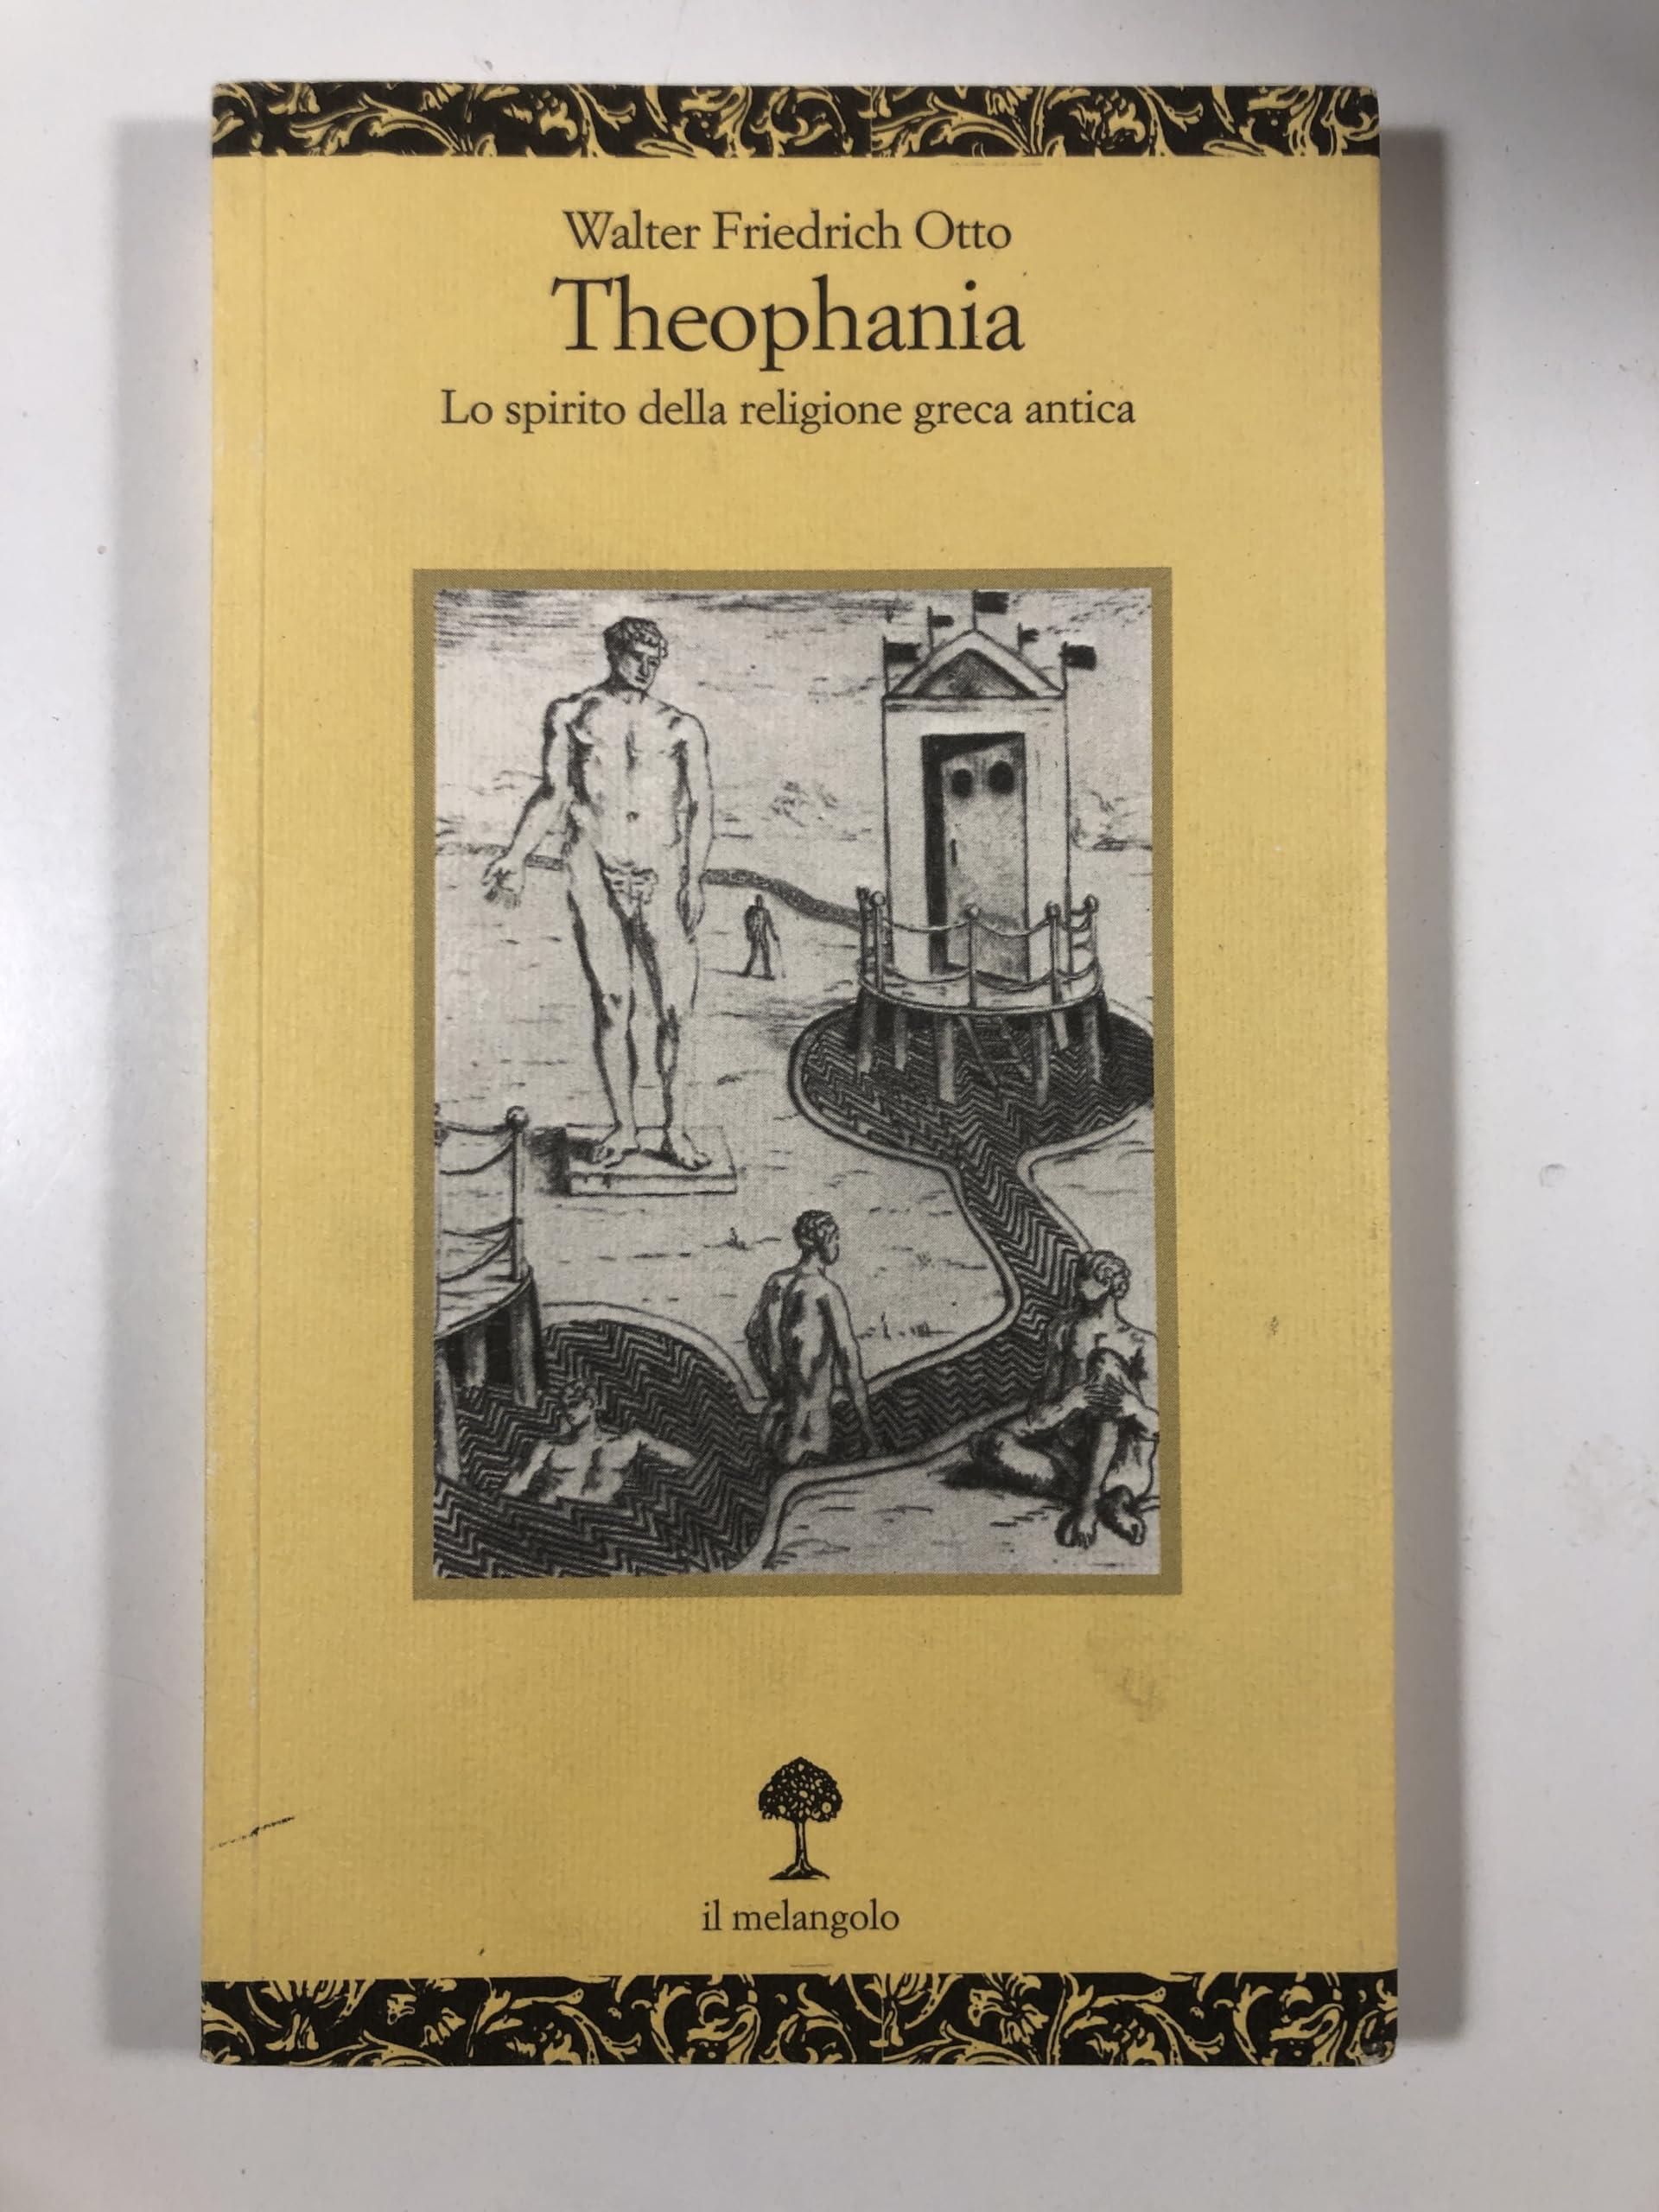 Walter Friedrich Otto
Theophania
Lo spirito della religione greca antica
il melangolo